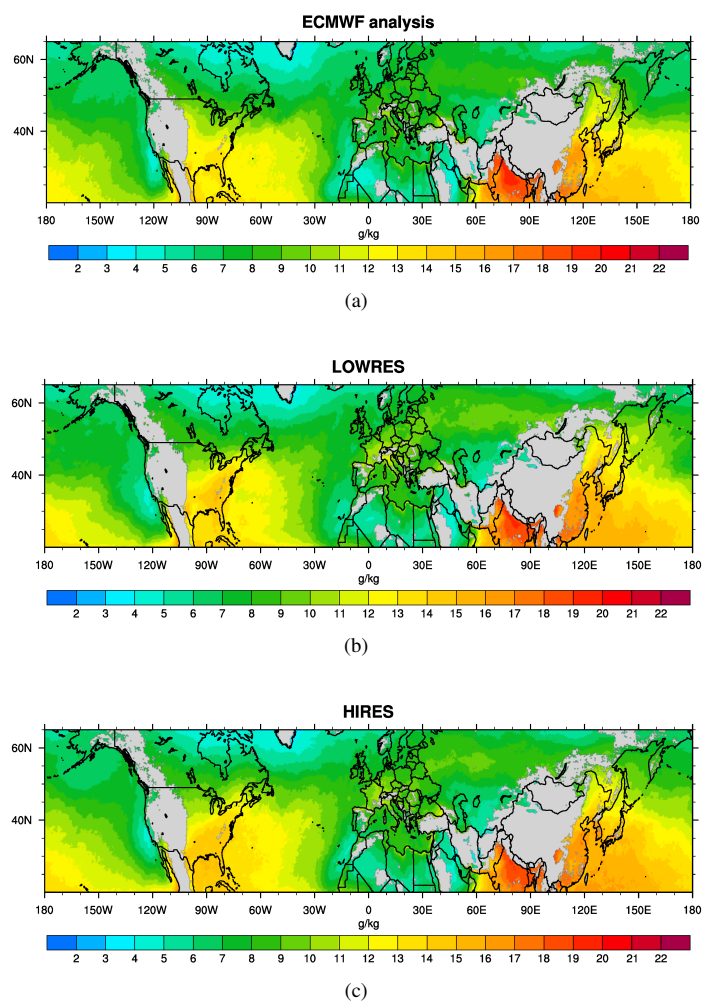 ECMWF analysis
60N
40N
180 150W 120W 90W 60W 30W 0 30E 60E 90E 120E 150E 180
g/kg
2 3 4 5 6 7 8 9 10 11 12 13 14 15 16 17 18 19 20 21 22
(a)
LOWRES
60N
40N
180 150W 120W 90W 60W 30W 0 30E 60E 90E 120E 150E 180
g/kg
2 3 4 5 6 7 8 9 10 11 12 13 14 15 16 17 18 19 20 21 22
(b)
HIRES
60N
40N
180 150W 120W 90W 60W 30W 0 30E 60E 90E 120E 150E 180
g/kg
2 3 4 5 6 7 8 9 10 11 12 13 14 15 16 17 18 19 20 21 22
(c)